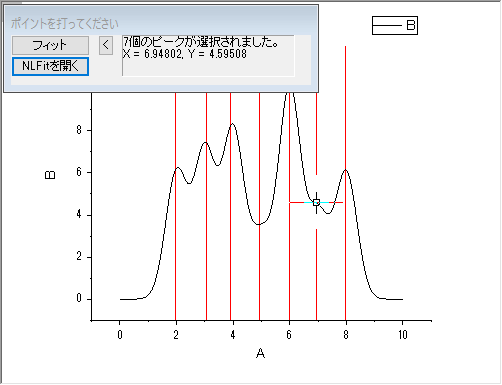 ポイントを打ってください
フィット
<
7個のピークが選択されました。
X = 6.94802, Y = 4.59508
NLFitを開く
B
8
6
4
2
0
B
0 2 4 6 8 10
A